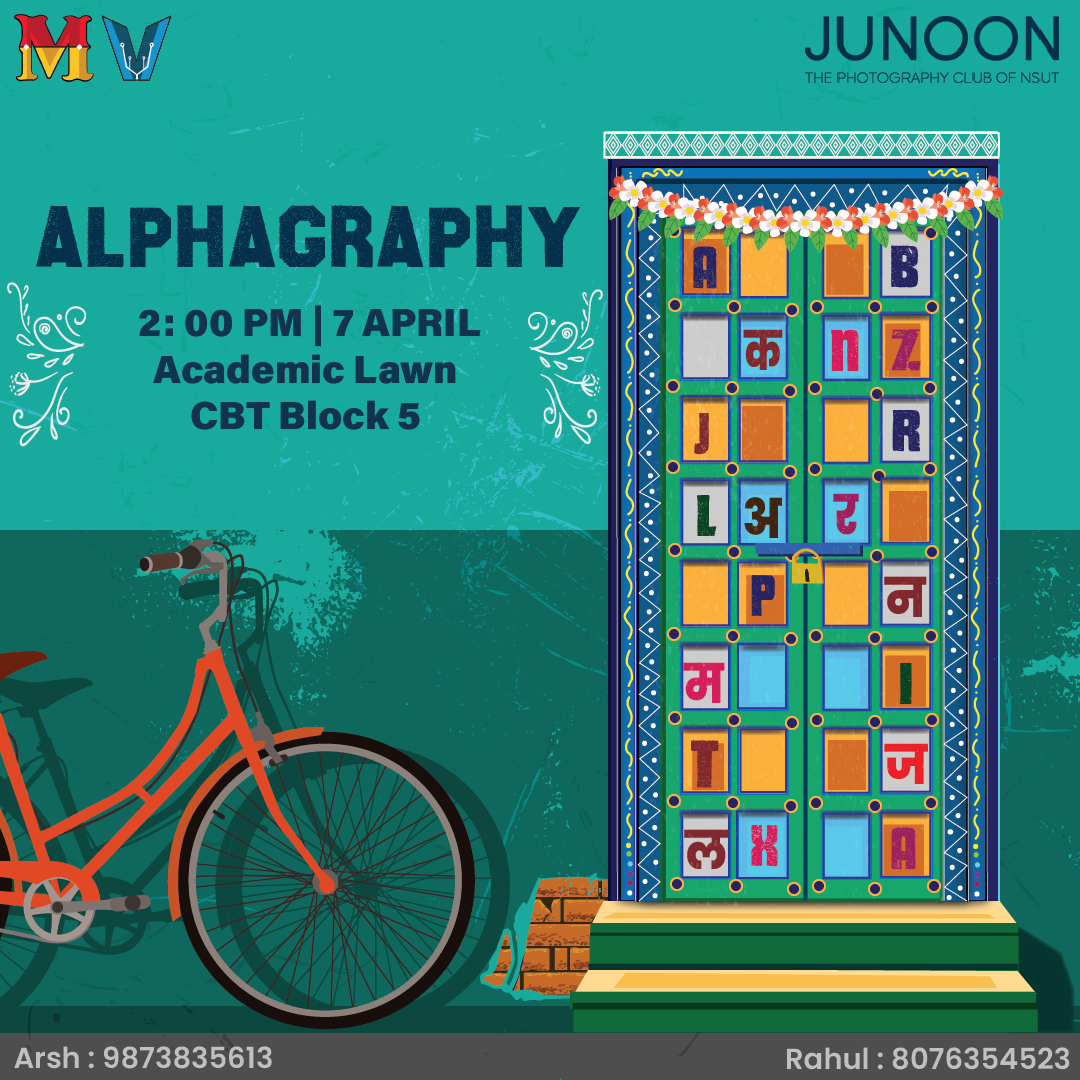 MV
JUNOON
THE PHOTOGRAPHY CLUB OF NSUT
ALPHAGRAPHY
2: 00 PM | 7 APRIL
Academic Lawn
CBT Block 5
A B
क n Z
J R
L अ र
P न
म I
T ज
ल X A
Arsh : 9873835613
Rahul : 8076354523